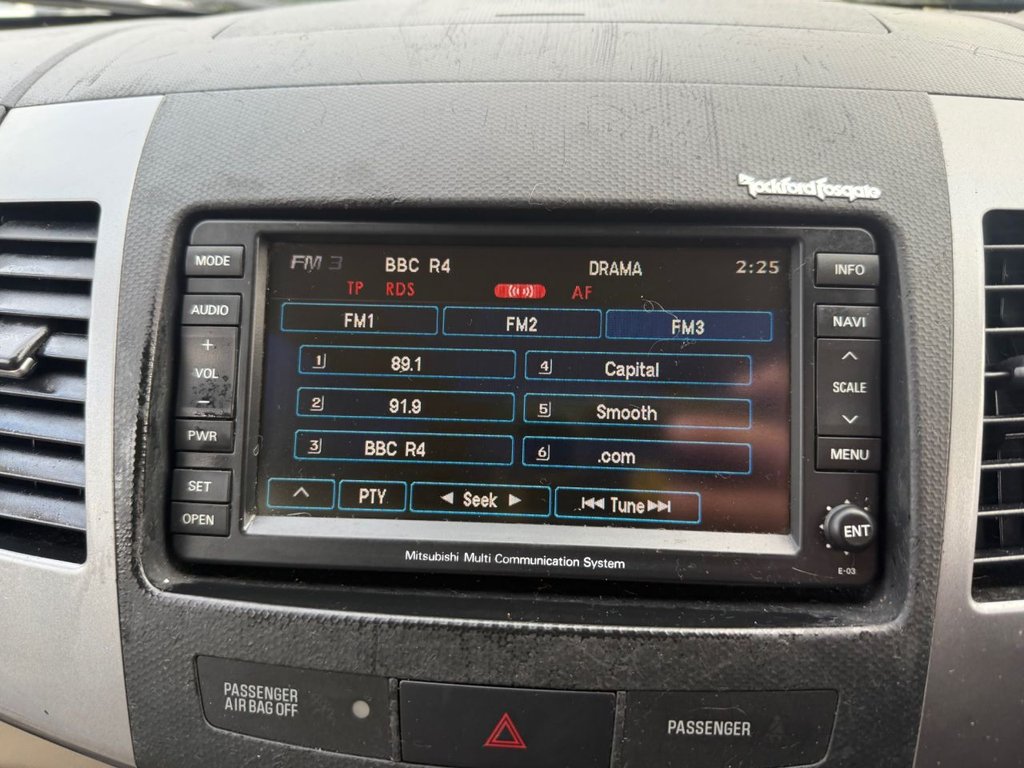 Rockford Fosgate
MODE
FM 3 BBC R4 DRAMA 2:25
INFO
TP RDS AF
AUDIO
FM1 FM2 FM3
NAVI
+
VOL
-
1 89.1
4 Capital
SCALE
2 91.9
5 Smooth
PWR
3 BBC R4
6 .com
MENU
SET
PTY
◄ Seek ►
⏮ Tune ⏭
OPEN
ENT
Mitsubishi Multi Communication System
E-03
PASSENGER
AIR BAG OFF
PASSENGER